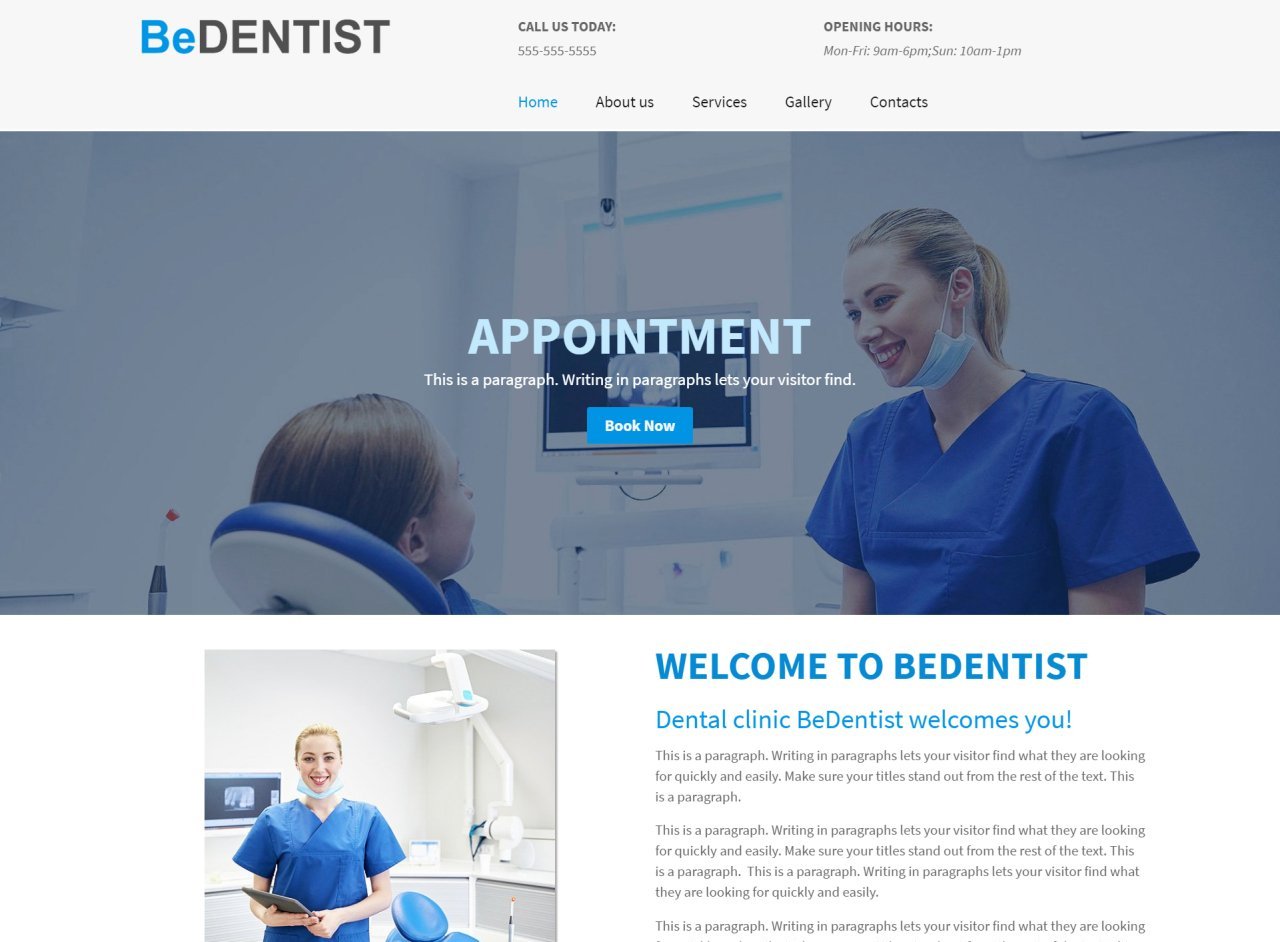 BeDENTIST
CALL US TODAY:
555-555-5555
OPENING HOURS:
Mon-Fri: 9am-6pm;Sun: 10am-1pm
Home
About us
Services
Gallery
Contacts
APPOINTMENT
This is a paragraph. Writing in paragraphs lets your visitor find.
Book Now
WELCOME TO BEDENTIST
Dental clinic BeDentist welcomes you!
This is a paragraph. Writing in paragraphs lets your visitor find what they are looking
for quickly and easily. Make sure your titles stand out from the rest of the text. This
is a paragraph.
This is a paragraph. Writing in paragraphs lets your visitor find what they are looking
for quickly and easily. Make sure your titles stand out from the rest of the text. This
is a paragraph.  This is a paragraph. Writing in paragraphs lets your visitor find what
they are looking for quickly and easily.
This is a paragraph. Writing in paragraphs lets your visitor find what they are looking